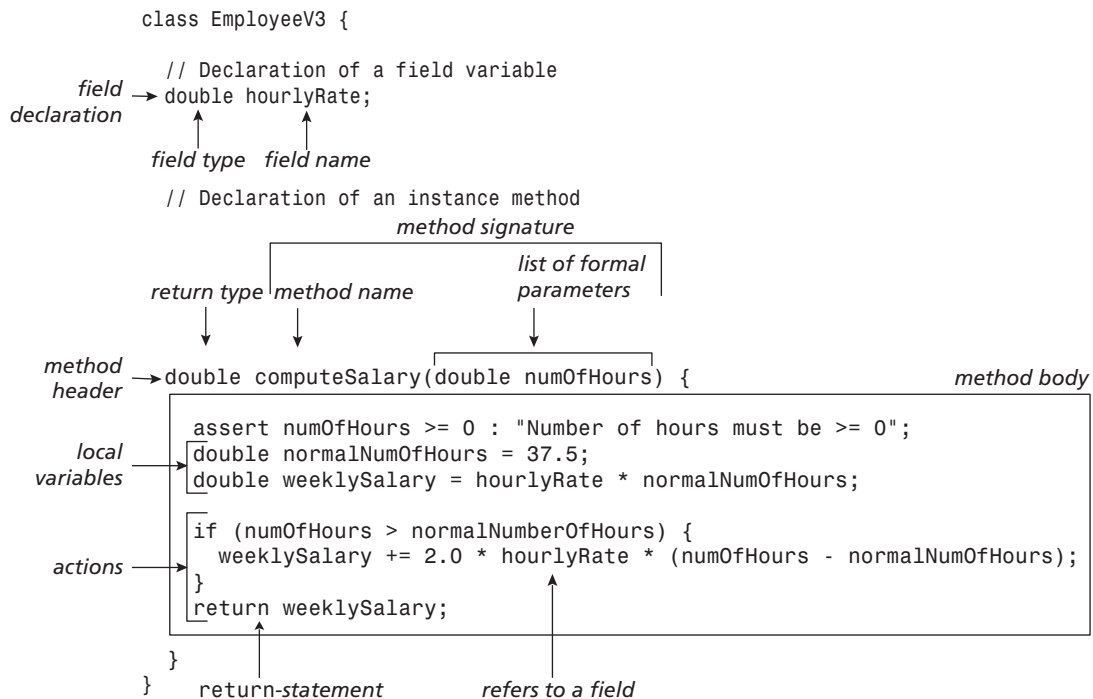 class EmployeeV3 {
// Declaration of a field variable
field
declaration
double hourlyRate;
field type field name
// Declaration of an instance method
method signature
list of formal
parameters
return type method name
method
header
double computeSalary(double numOfHours) {
method body
assert numOfHours >= 0 : "Number of hours must be >= 0";
local
variables
double normalNumOfHours = 37.5;
double weeklySalary = hourlyRate * normalNumOfHours;
if (numOfHours > normalNumberOfHours) {
actions
weeklySalary += 2.0 * hourlyRate * (numOfHours - normalNumOfHours);
}
return weeklySalary;
}
} return-statement refers to a field